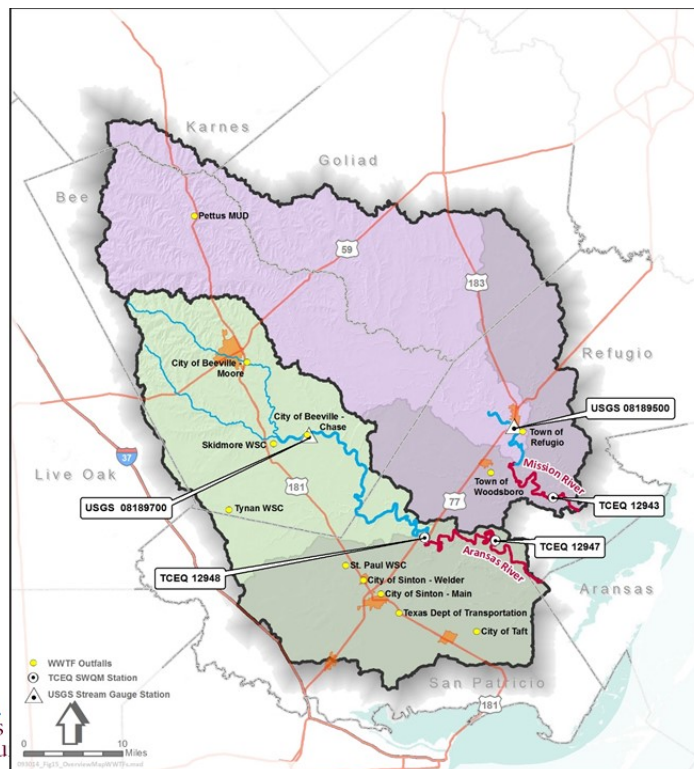 Karnes
Goliad
Bee
Pettus MUD
59
183
Refugio
City of Beeville -
Moore
USGS 08189500
City of Beeville -
Chase
Town of
Refugio
Skidmore WSC
Mission River
Live Oak
37
Town of
Woodsboro
181
77
USGS 08189700
TCEQ 12943
Tynan WSC
TCEQ 12947
Aransas River
TCEQ 12948
St. Paul WSC
Aransas
City of Sinton - Welder
City of Sinton - Main
Texas Dept of Transportation
City of Taft
WWTF Outfalls
TCEQ SWQM Station
USGS Stream Gauge Station
San Patricio
181
s
u
0
10
Miles